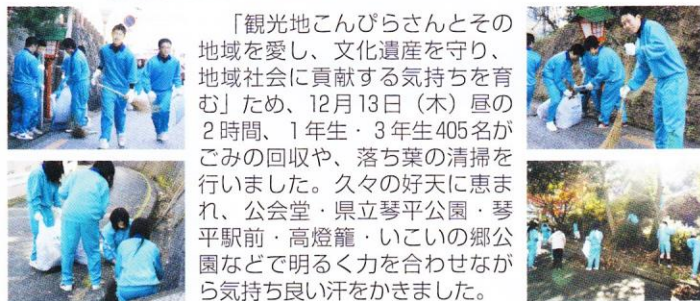 「観光地こんぴらさんとその
地域を愛し、文化遺産を守り、
地域社会に貢献する気持ちを育
む」ため、12月13日（木）昼の
2時間、1年生・3年生405名が
ごみの回収や、落ち葉の清掃を
行いました。久々の好天に恵ま
れ、公会堂・県立琴平公園・琴
平駅前・高燈籠・いこいの郷公
園などで明るく力を合わせなが
ら気持ち良い汗をかきました。